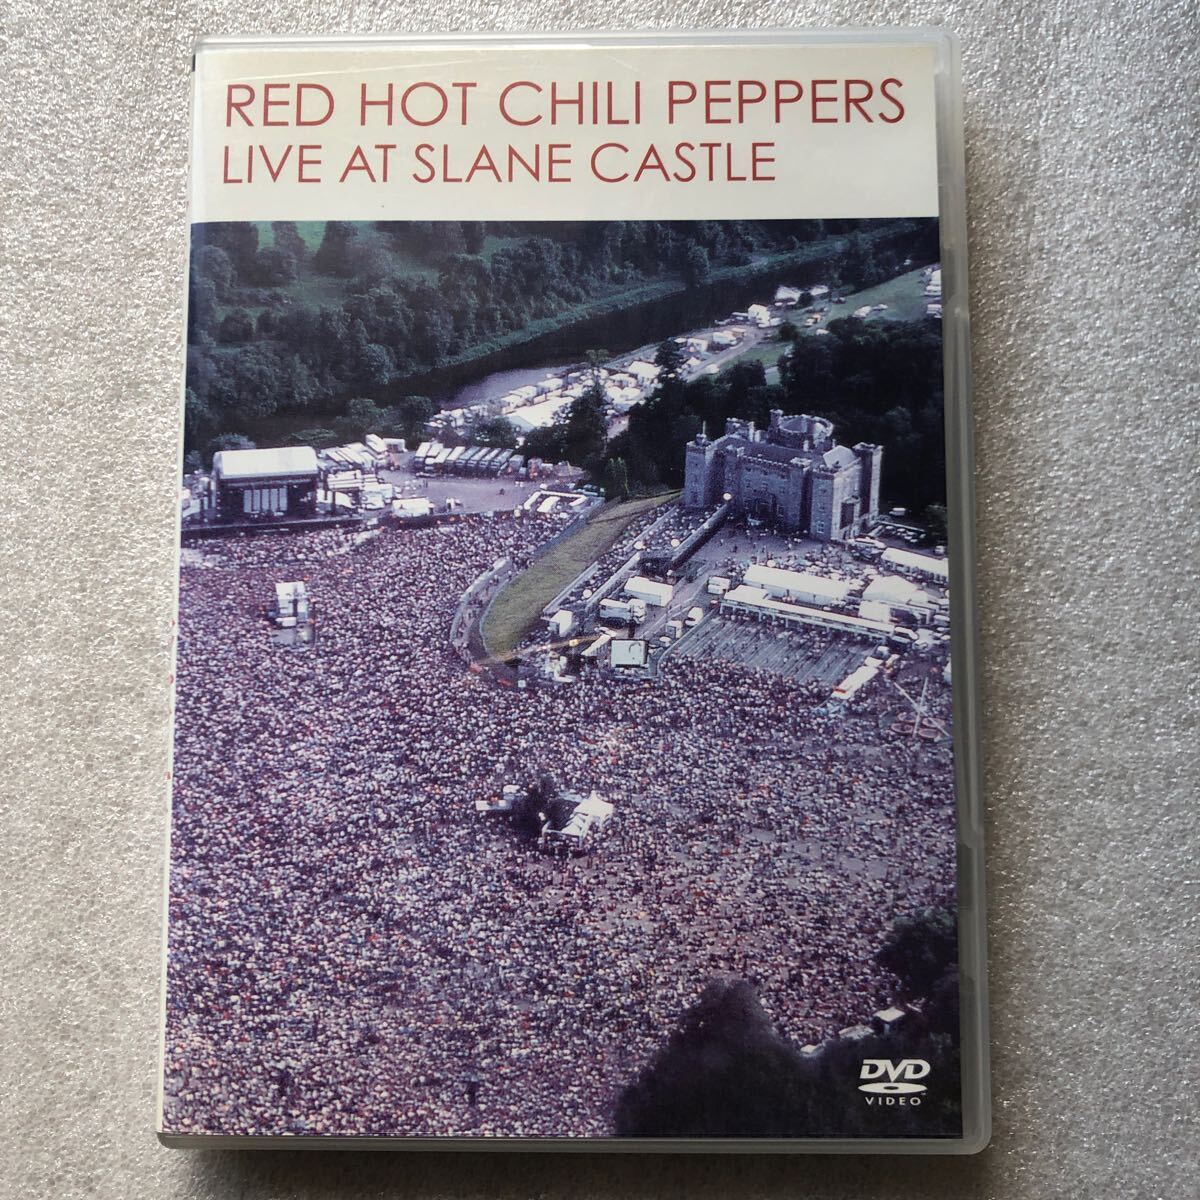 RED HOT CHILI PEPPERS
LIVE AT SLANE CASTLE
DVD
VIDEO